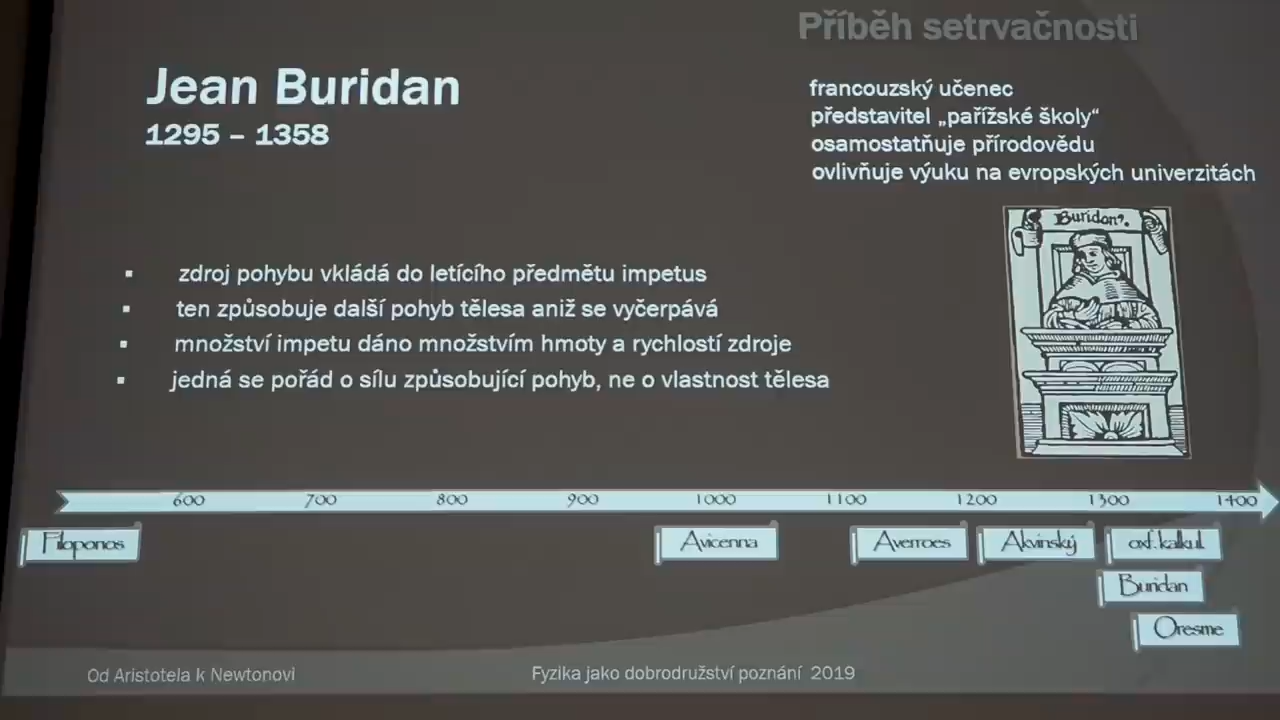 Příběh setrvačnosti
Jean Buridan
1295 – 1358
francouzský učenec
představitel „pařížské školy“
osamostatňuje přírodovědu
ovlivňuje výuku na evropských univerzitách
Buridan⁹.
▪ zdroj pohybu vkládá do letícího předmětu impetus
▪ ten způsobuje další pohyb tělesa aniž se vyčerpává
▪ množství impetu dáno množstvím hmoty a rychlostí zdroje
▪ jedná se pořád o sílu způsobující pohyb, ne o vlastnost tělesa
600 700 800 900 1000 1100 1200 1300 1400
Filoponos Avicenna Averroes Akvinský oxf. kalkul.
Buridan
Oresme
Od Aristotela k Newtonovi
Fyzika jako dobrodružství poznání 2019